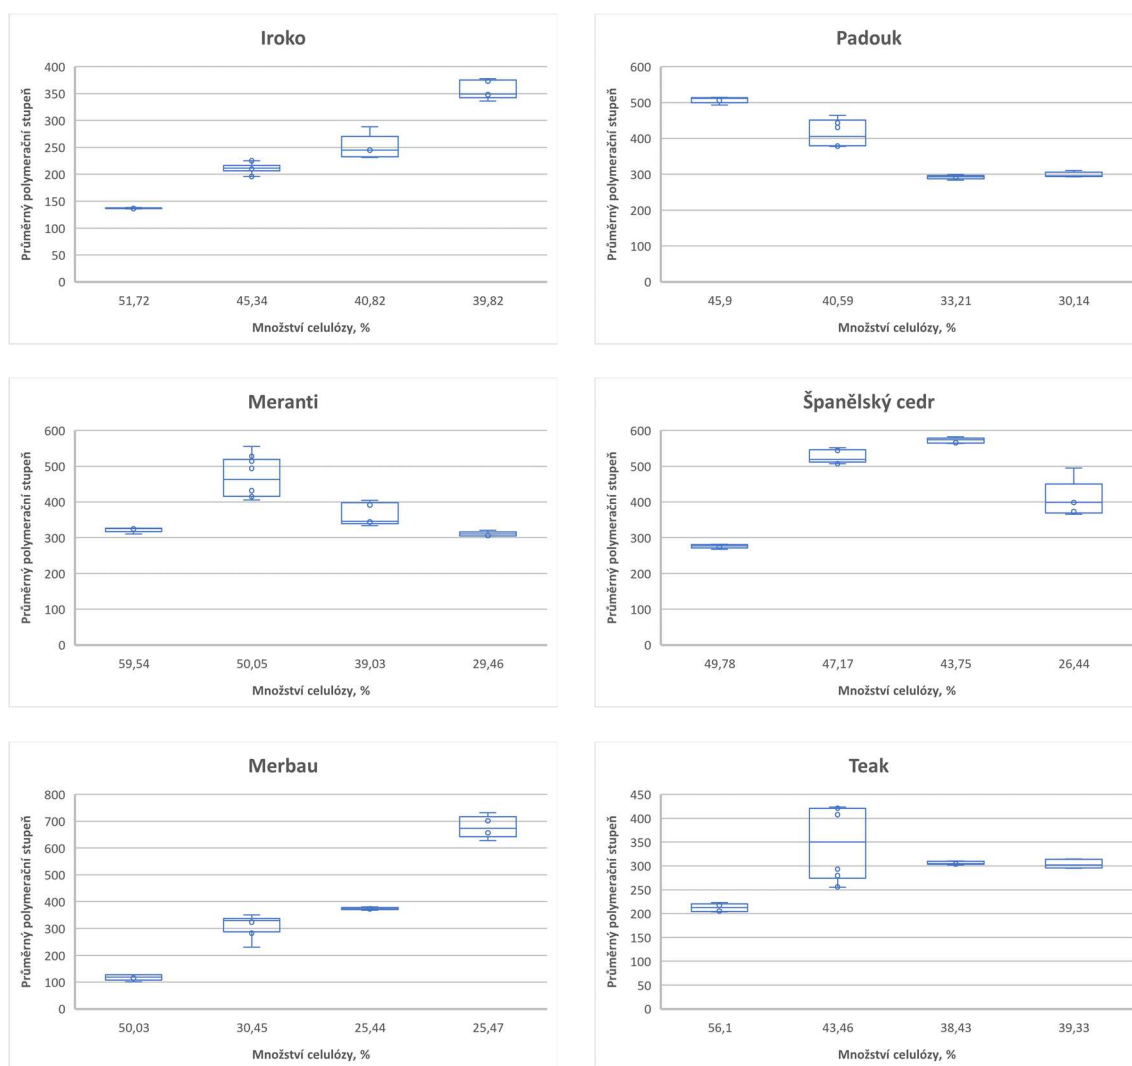 Iroko
Průměrný polymerační stupeň
400
350
300
250
200
150
100
50
0
51,72 45,34 40,82 39,82
Množství celulózy, %
Padouk
Průměrný polymerační stupeň
600
500
400
300
200
100
0
45,9 40,59 33,21 30,14
Množství celulózy, %
Meranti
Průměrný polymerační stupeň
600
500
400
300
200
100
0
59,54 50,05 39,03 29,46
Množství celulózy, %
Španělský cedr
Průměrný polymerační stupeň
600
500
400
300
200
100
0
49,78 47,17 43,75 26,44
Množství celulózy, %
Merbau
Průměrný polymerační stupeň
800
700
600
500
400
300
200
100
0
50,03 30,45 25,44 25,47
Množství celulózy, %
Teak
Průměrný polymerační stupeň
450
400
350
300
250
200
150
100
50
0
56,1 43,46 38,43 39,33
Množství celulózy, %